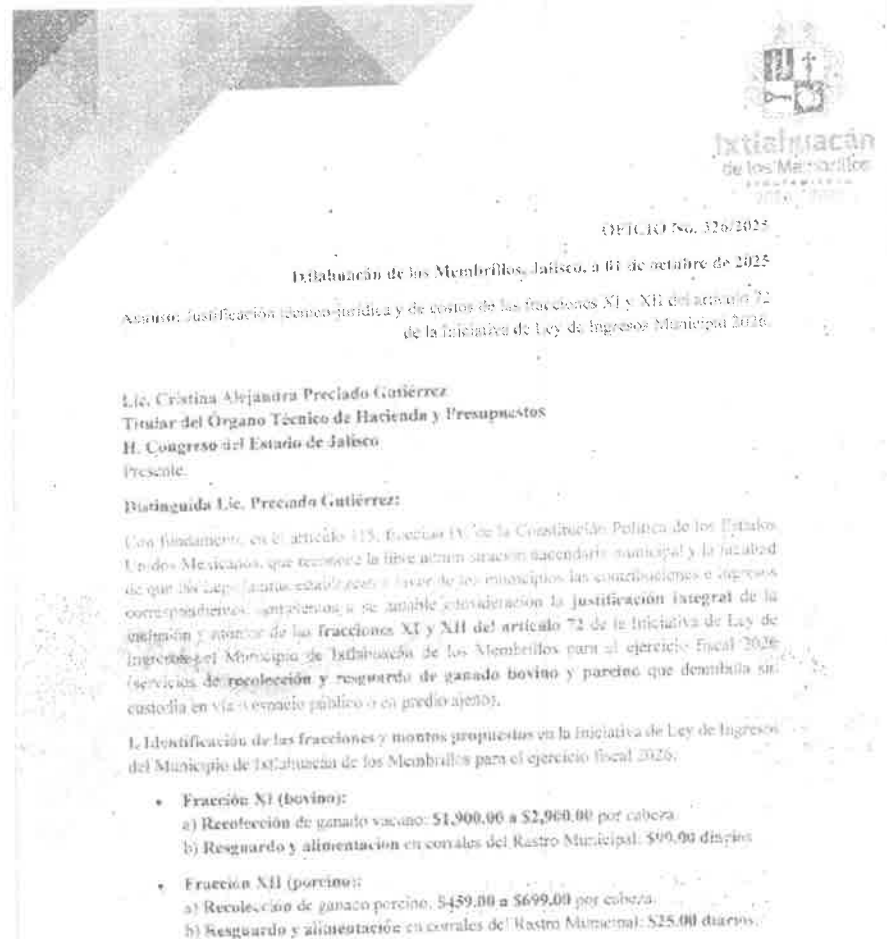 Ixtlahuacán
de los Membrillos
OFICIO No. 326/2025
Ixtlahuacán de los Membrillos, Jalisco, a 01 de octubre de 2025
Asunto: Justificación técnico-jurídica y de costos de las fracciones XI y XII del artículo 72
de la Iniciativa de Ley de Ingresos Municipal 2026.
Lic. Cristina Alejandra Preciado Gutiérrez
Titular del Órgano Técnico de Hacienda y Presupuestos
H. Congreso del Estado de Jalisco
Presente.
Distinguida Lic. Preciado Gutiérrez:
Con fundamento en el artículo 115, fracción IV, de la Constitución Política de los Estados
Unidos Mexicanos, que reconoce la libre administración hacendaria municipal y la facultad
de que las Legislaturas establezcan a favor de los municipios las contribuciones e ingresos
correspondientes, a su amable consideración la justificación integral de la
inclusión y montos de las fracciones XI y XII del artículo 72 de la Iniciativa de Ley de
Ingresos del Municipio de Ixtlahuacán de los Membrillos para el ejercicio fiscal 2026
(servicios de recolección y resguardo de ganado bovino y porcino que deambula sin
custodia en vía o espacio público o en predio ajeno).
I. Identificación de las fracciones y montos propuestos en la iniciativa de Ley de Ingresos
del Municipio de Ixtlahuacán de los Membrillos para el ejercicio fiscal 2026.
• Fracción XI (bovino):
a) Recolección de ganado vacuno: $1,900.00 a $2,900.00 por cabeza.
b) Resguardo y alimentación en corrales del Rastro Municipal: $99.00 diarios
• Fracción XII (porcino):
a) Recolección de ganado porcino: $459.00 a $699.00 por cabeza.
b) Resguardo y alimentación en corrales del Rastro Municipal: $25.00 diarios.